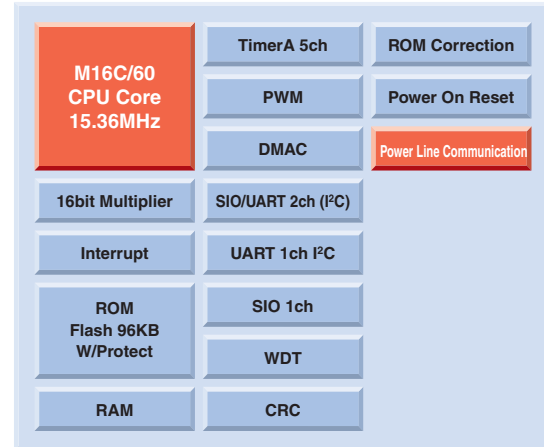 M16C/60
CPU Core
15.36MHz
16bit Multiplier
Interrupt
ROM
Flash 96KB
W/Protect
RAM
TimerA 5ch
PWM
DMAC
SIO/UART 2ch (I²C)
UART 1ch I²C
SIO 1ch
WDT
CRC
ROM Correction
Power On Reset
Power Line Communication